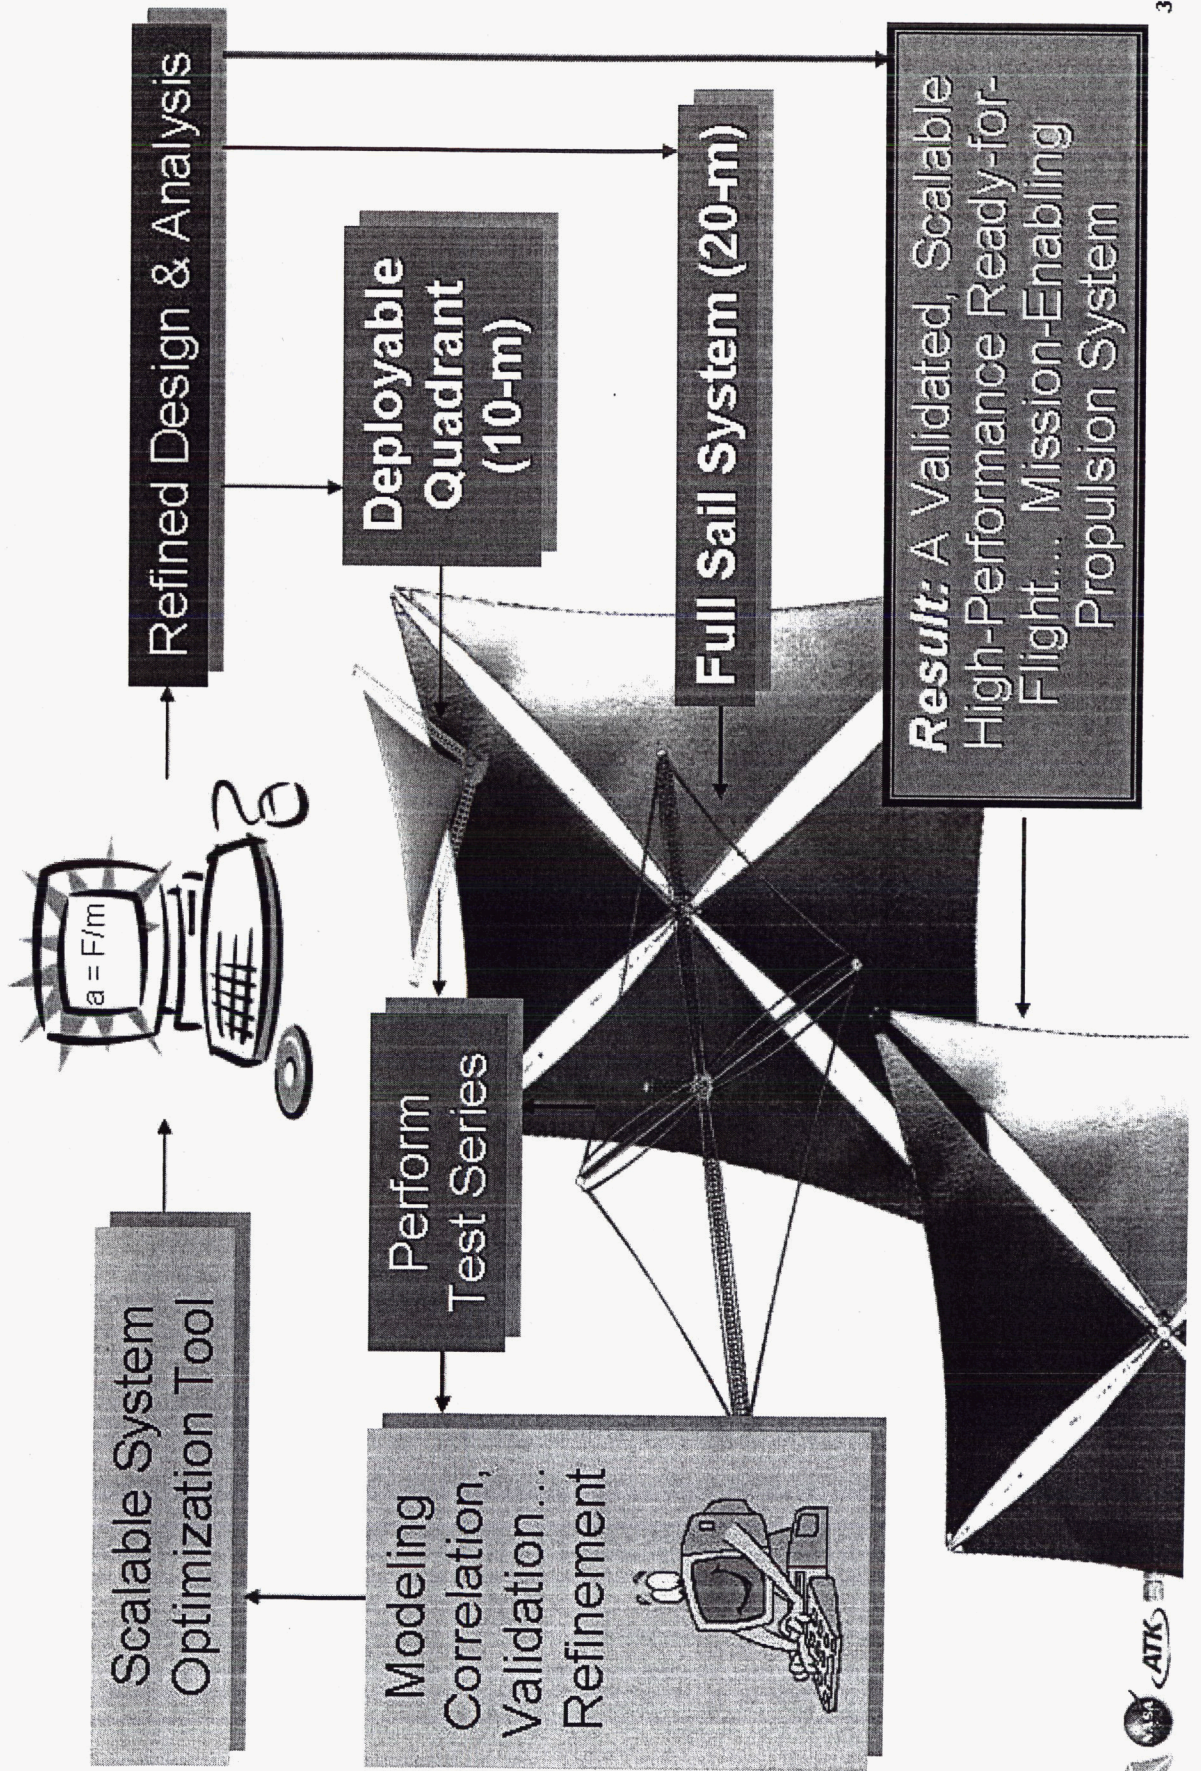 Scalable System
Optimization Tool
a = F/m
Refined Design & Analysis
Modeling
Correlation,
Validation...
Refinement
Perform
Test Series
Deployable
Quadrant
(10-m)
Full Sail System (20-m)
Result: A Validated, Scalable
High-Performance Ready-for-
Flight.... Mission-Enabling
Propulsion System
NASA
ATK
3